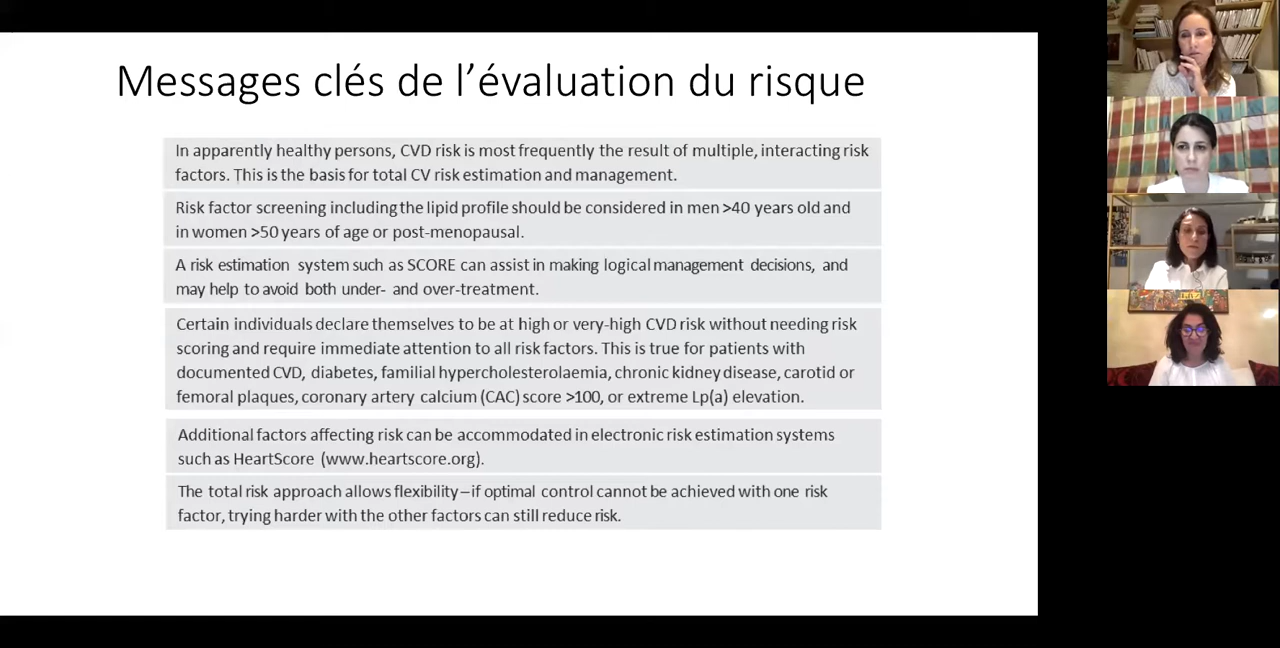 Messages clés de l’évaluation du risque
In apparently healthy persons, CVD risk is most frequently the result of multiple, interacting risk
factors. This is the basis for total CV risk estimation and management.
Risk factor screening including the lipid profile should be considered in men >40 years old and
in women >50 years of age or post-menopausal.
A risk estimation system such as SCORE can assist in making logical management decisions, and
may help to avoid both under- and over-treatment.
Certain individuals declare themselves to be at high or very-high CVD risk without needing risk
scoring and require immediate attention to all risk factors. This is true for patients with
documented CVD, diabetes, familial hypercholesterolaemia, chronic kidney disease, carotid or
femoral plaques, coronary artery calcium (CAC) score >100, or extreme Lp(a) elevation.
Additional factors affecting risk can be accommodated in electronic risk estimation systems
such as HeartScore (www.heartscore.org).
The total risk approach allows flexibility–if optimal control cannot be achieved with one risk
factor, trying harder with the other factors can still reduce risk.